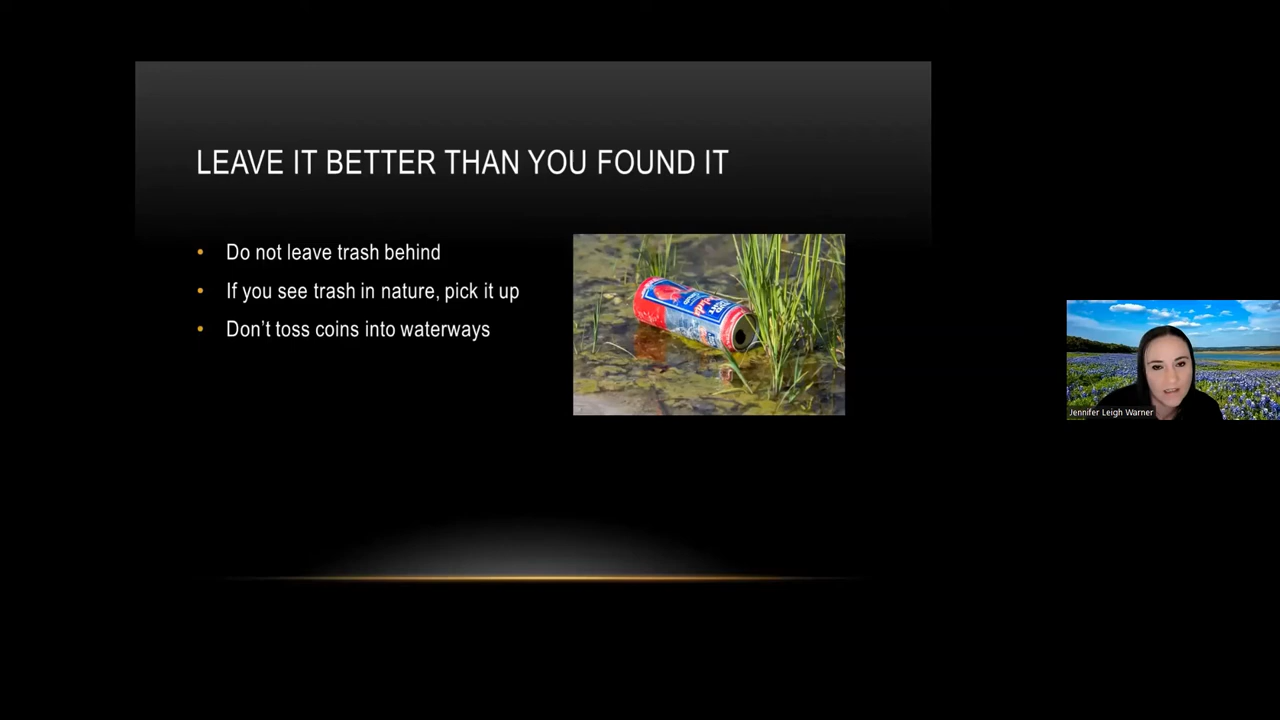 LEAVE IT BETTER THAN YOU FOUND IT
• Do not leave trash behind
• If you see trash in nature, pick it up
• Don’t toss coins into waterways
Jennifer Leigh Warner